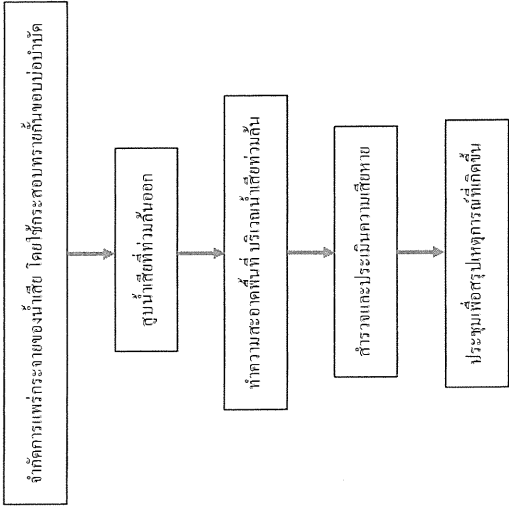 จำกัดการแพร่กระจายของน้ำเสีย โดยใช้กระสอบทรายกั้นขอบบ่อบำบัด
สูบน้ำเสียที่ท่วมล้นออก
ทำความสะอาดพื้นที่ บริเวณน้ำเสียท่วมล้น
สำรวจและประเมินความเสียหาย
ประชุมเพื่อสรุปเหตุการณ์ที่เกิดขึ้น